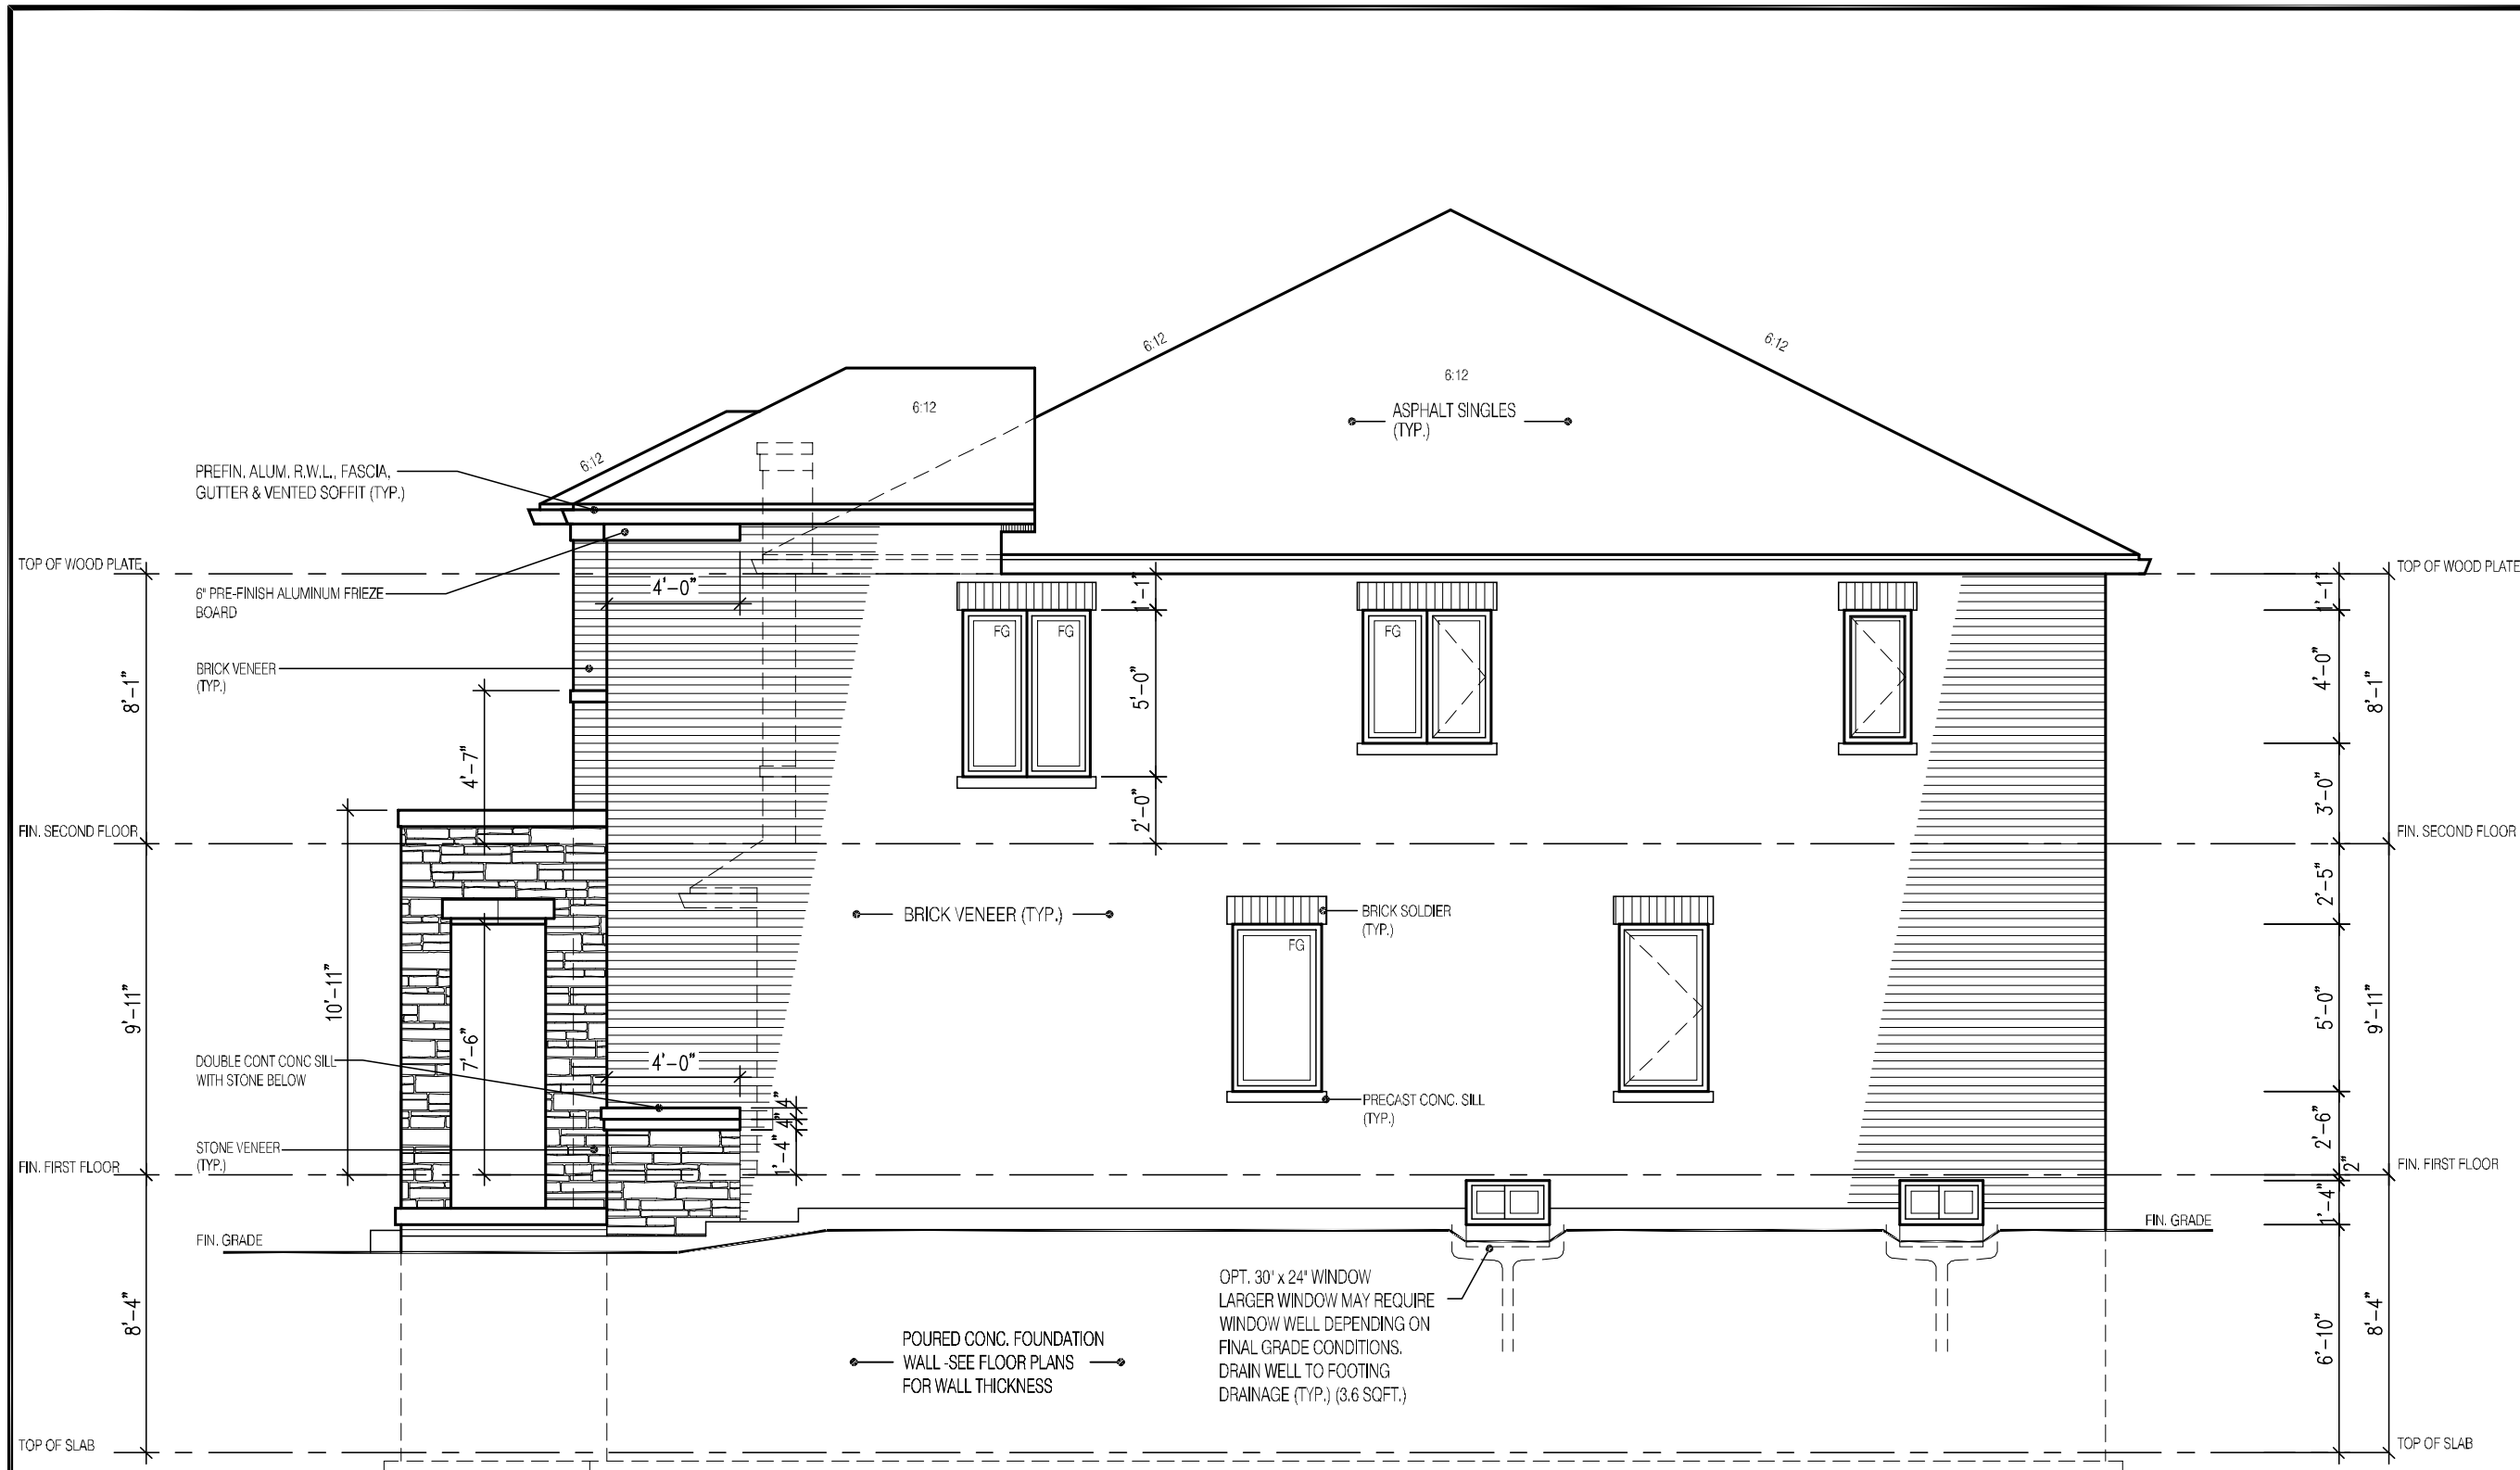 6:12
6:12
6:12
ASPHALT SINGLES
(TYP.)
6:12
6:12
PREFIN. ALUM. R.W.L., FASCIA,
GUTTER & VENTED SOFFIT (TYP.)
TOP OF WOOD PLATE
TOP OF WOOD PLATE
6" PRE-FINISH ALUMINUM FRIEZE
BOARD
4'-0"
1'-1"
1'-1"
FG
FG
FG
BRICK VENEER
(TYP.)
8'-1"
5'-0"
4'-0"
8'-1"
4'-7"
2'-0"
3'-0"
FIN. SECOND FLOOR
FIN. SECOND FLOOR
2'-5"
BRICK VENEER (TYP.)
BRICK SOLDIER
(TYP.)
FG
10'-11"
9'-11"
7'-6"
5'-0"
9'-11"
DOUBLE CONT CONC SILL
WITH STONE BELOW
4'-0"
4"
4"
1'-4"
PRECAST CONC. SILL
(TYP.)
2'-6"
STONE VENEER
(TYP.)
FIN. FIRST FLOOR
FIN. FIRST FLOOR
2"
1'-4"
FIN. GRADE
FIN. GRADE
8'-4"
OPT. 30" x 24" WINDOW
LARGER WINDOW MAY REQUIRE
WINDOW WELL DEPENDING ON
FINAL GRADE CONDITIONS.
DRAIN WELL TO FOOTING
DRAINAGE (TYP.) (3.6 SQFT.)
POURED CONC. FOUNDATION
WALL -SEE FLOOR PLANS
FOR WALL THICKNESS
6'-10"
8'-4"
TOP OF SLAB
TOP OF SLAB